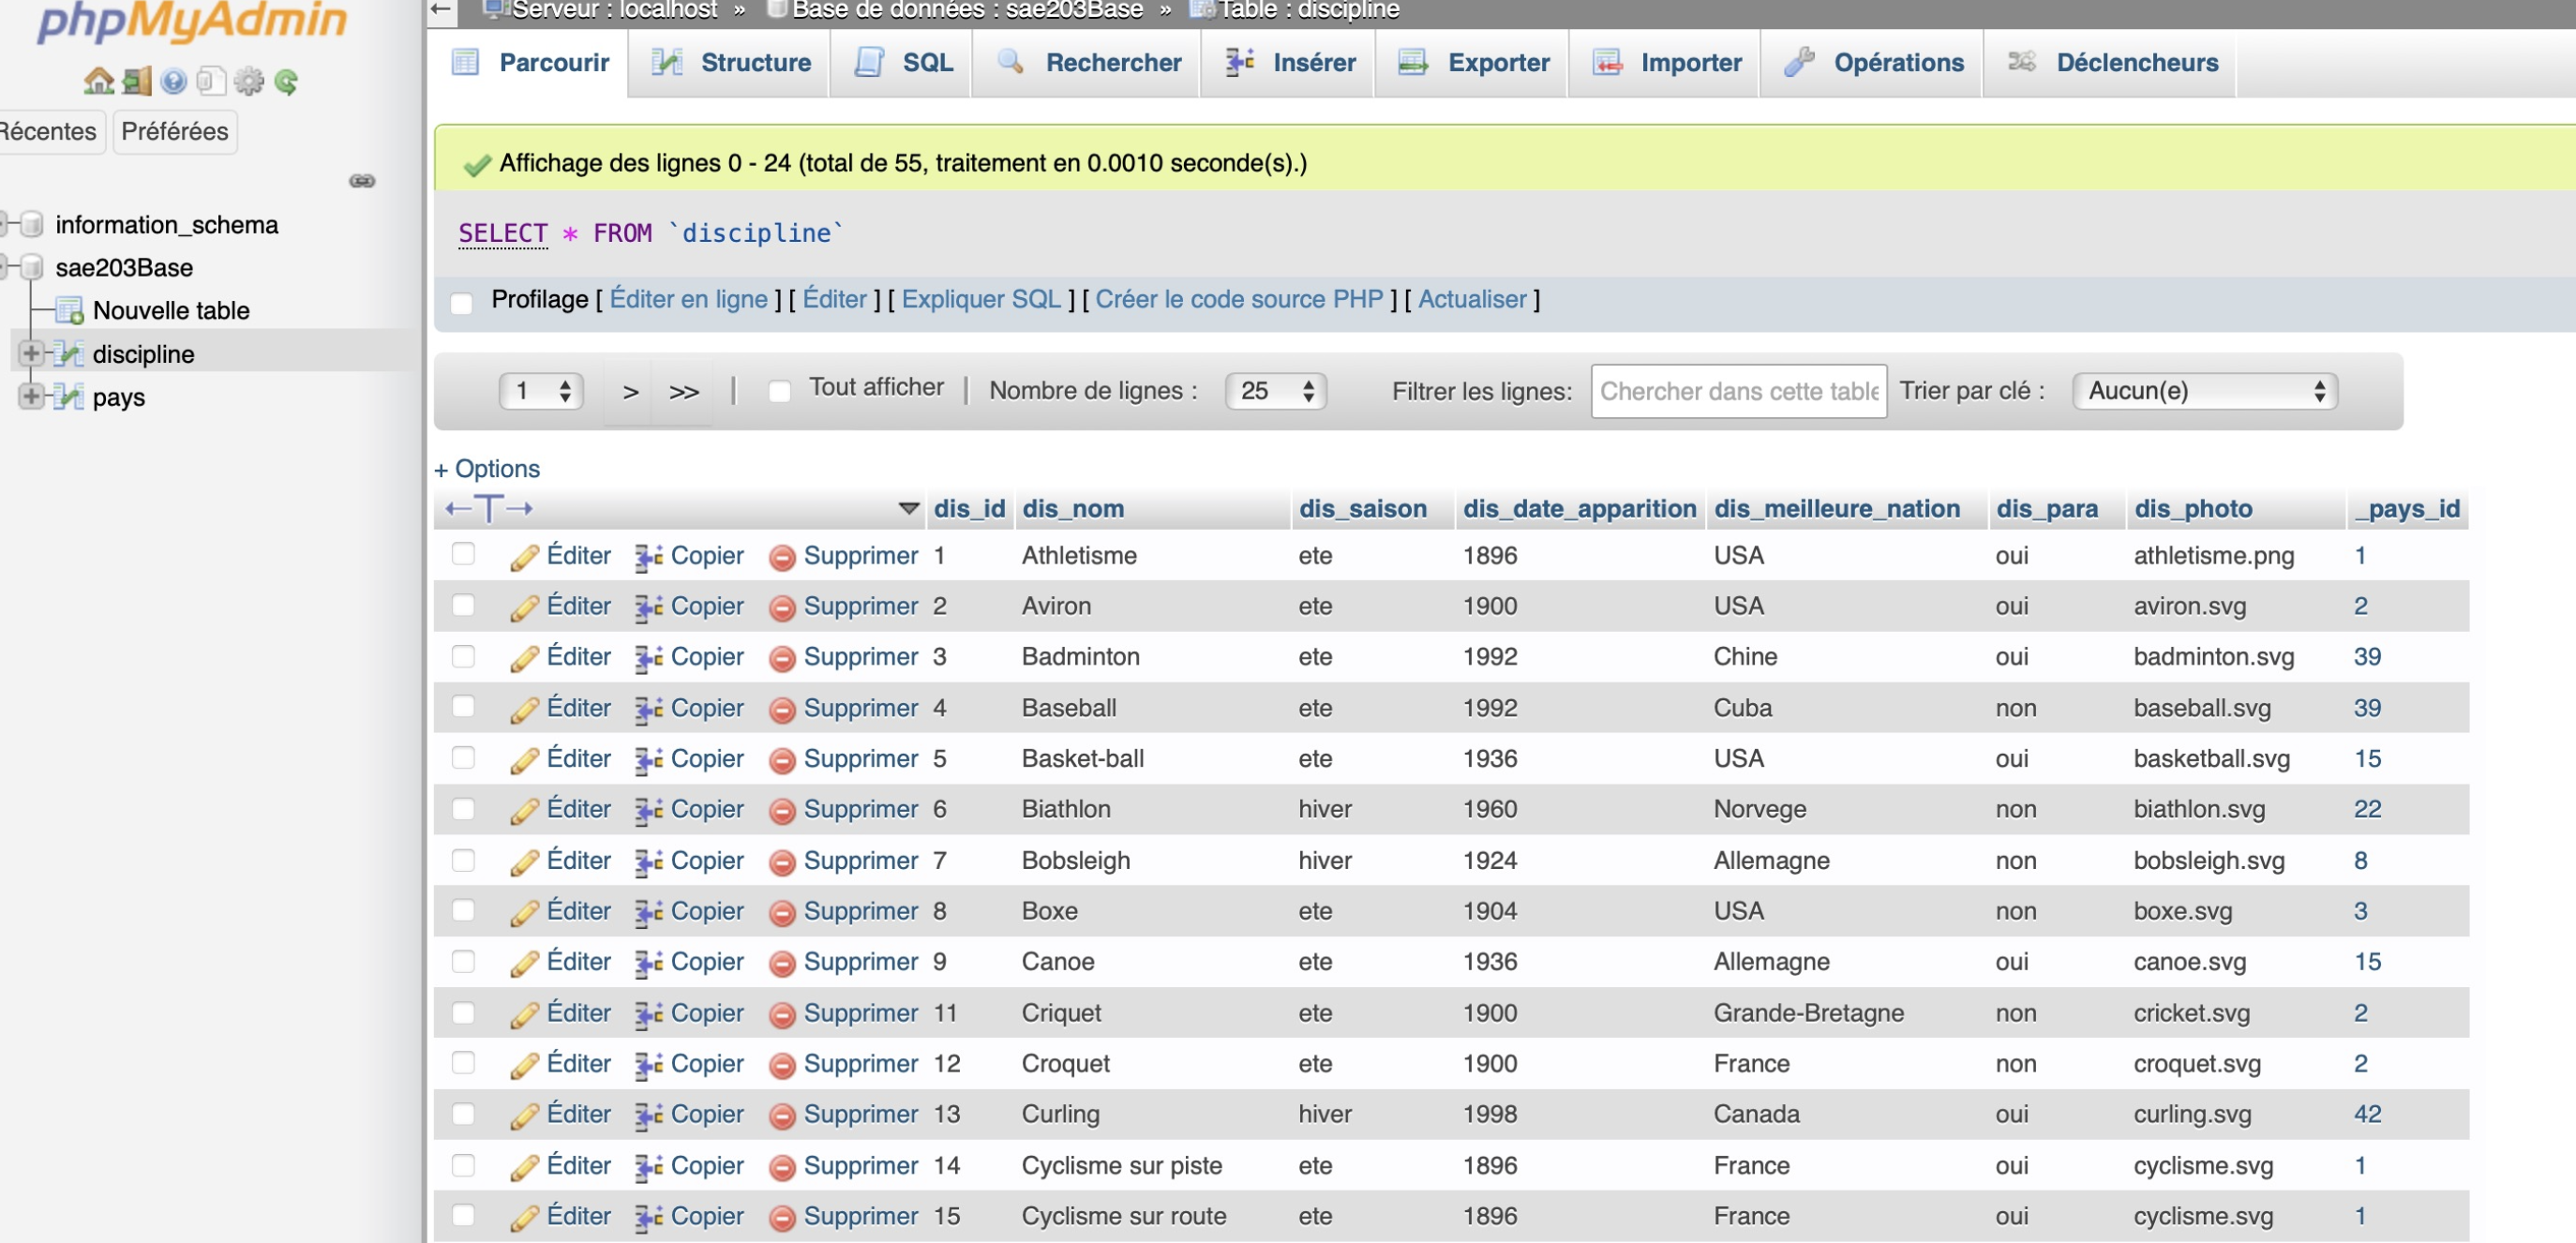 phpMyAdmin
Serveur : localhost » Base de données : sae203Base » Table : discipline
Parcourir Structure SQL Rechercher Insérer Exporter Importer Opérations Déclencheurs
Récentes Préférées
Affichage des lignes 0 - 24 (total de 55, traitement en 0.0010 seconde(s).)
information_schema
sae203Base
Nouvelle table
discipline
pays
SELECT * FROM `discipline`
Profilage [ Éditer en ligne ] [ Éditer ] [ Expliquer SQL ] [ Créer le code source PHP ] [ Actualiser ]
1 > >> | Tout afficher | Nombre de lignes : 25 Filtrer les lignes: Chercher dans cette table Trier par clé : Aucun(e)
+ Options
←T→ dis_id dis_nom dis_saison dis_date_apparition dis_meilleure_nation dis_para dis_photo _pays_id
Éditer Copier Supprimer 1 Athletisme ete 1896 USA oui athletisme.png 1
Éditer Copier Supprimer 2 Aviron ete 1900 USA oui aviron.svg 2
Éditer Copier Supprimer 3 Badminton ete 1992 Chine oui badminton.svg 39
Éditer Copier Supprimer 4 Baseball ete 1992 Cuba non baseball.svg 39
Éditer Copier Supprimer 5 Basket-ball ete 1936 USA oui basketball.svg 15
Éditer Copier Supprimer 6 Biathlon hiver 1960 Norvege non biathlon.svg 22
Éditer Copier Supprimer 7 Bobsleigh hiver 1924 Allemagne non bobsleigh.svg 8
Éditer Copier Supprimer 8 Boxe ete 1904 USA non boxe.svg 3
Éditer Copier Supprimer 9 Canoe ete 1936 Allemagne oui canoe.svg 15
Éditer Copier Supprimer 11 Criquet ete 1900 Grande-Bretagne non cricket.svg 2
Éditer Copier Supprimer 12 Croquet ete 1900 France non croquet.svg 2
Éditer Copier Supprimer 13 Curling hiver 1998 Canada oui curling.svg 42
Éditer Copier Supprimer 14 Cyclisme sur piste ete 1896 France oui cyclisme.svg 1
Éditer Copier Supprimer 15 Cyclisme sur route ete 1896 France oui cyclisme.svg 1